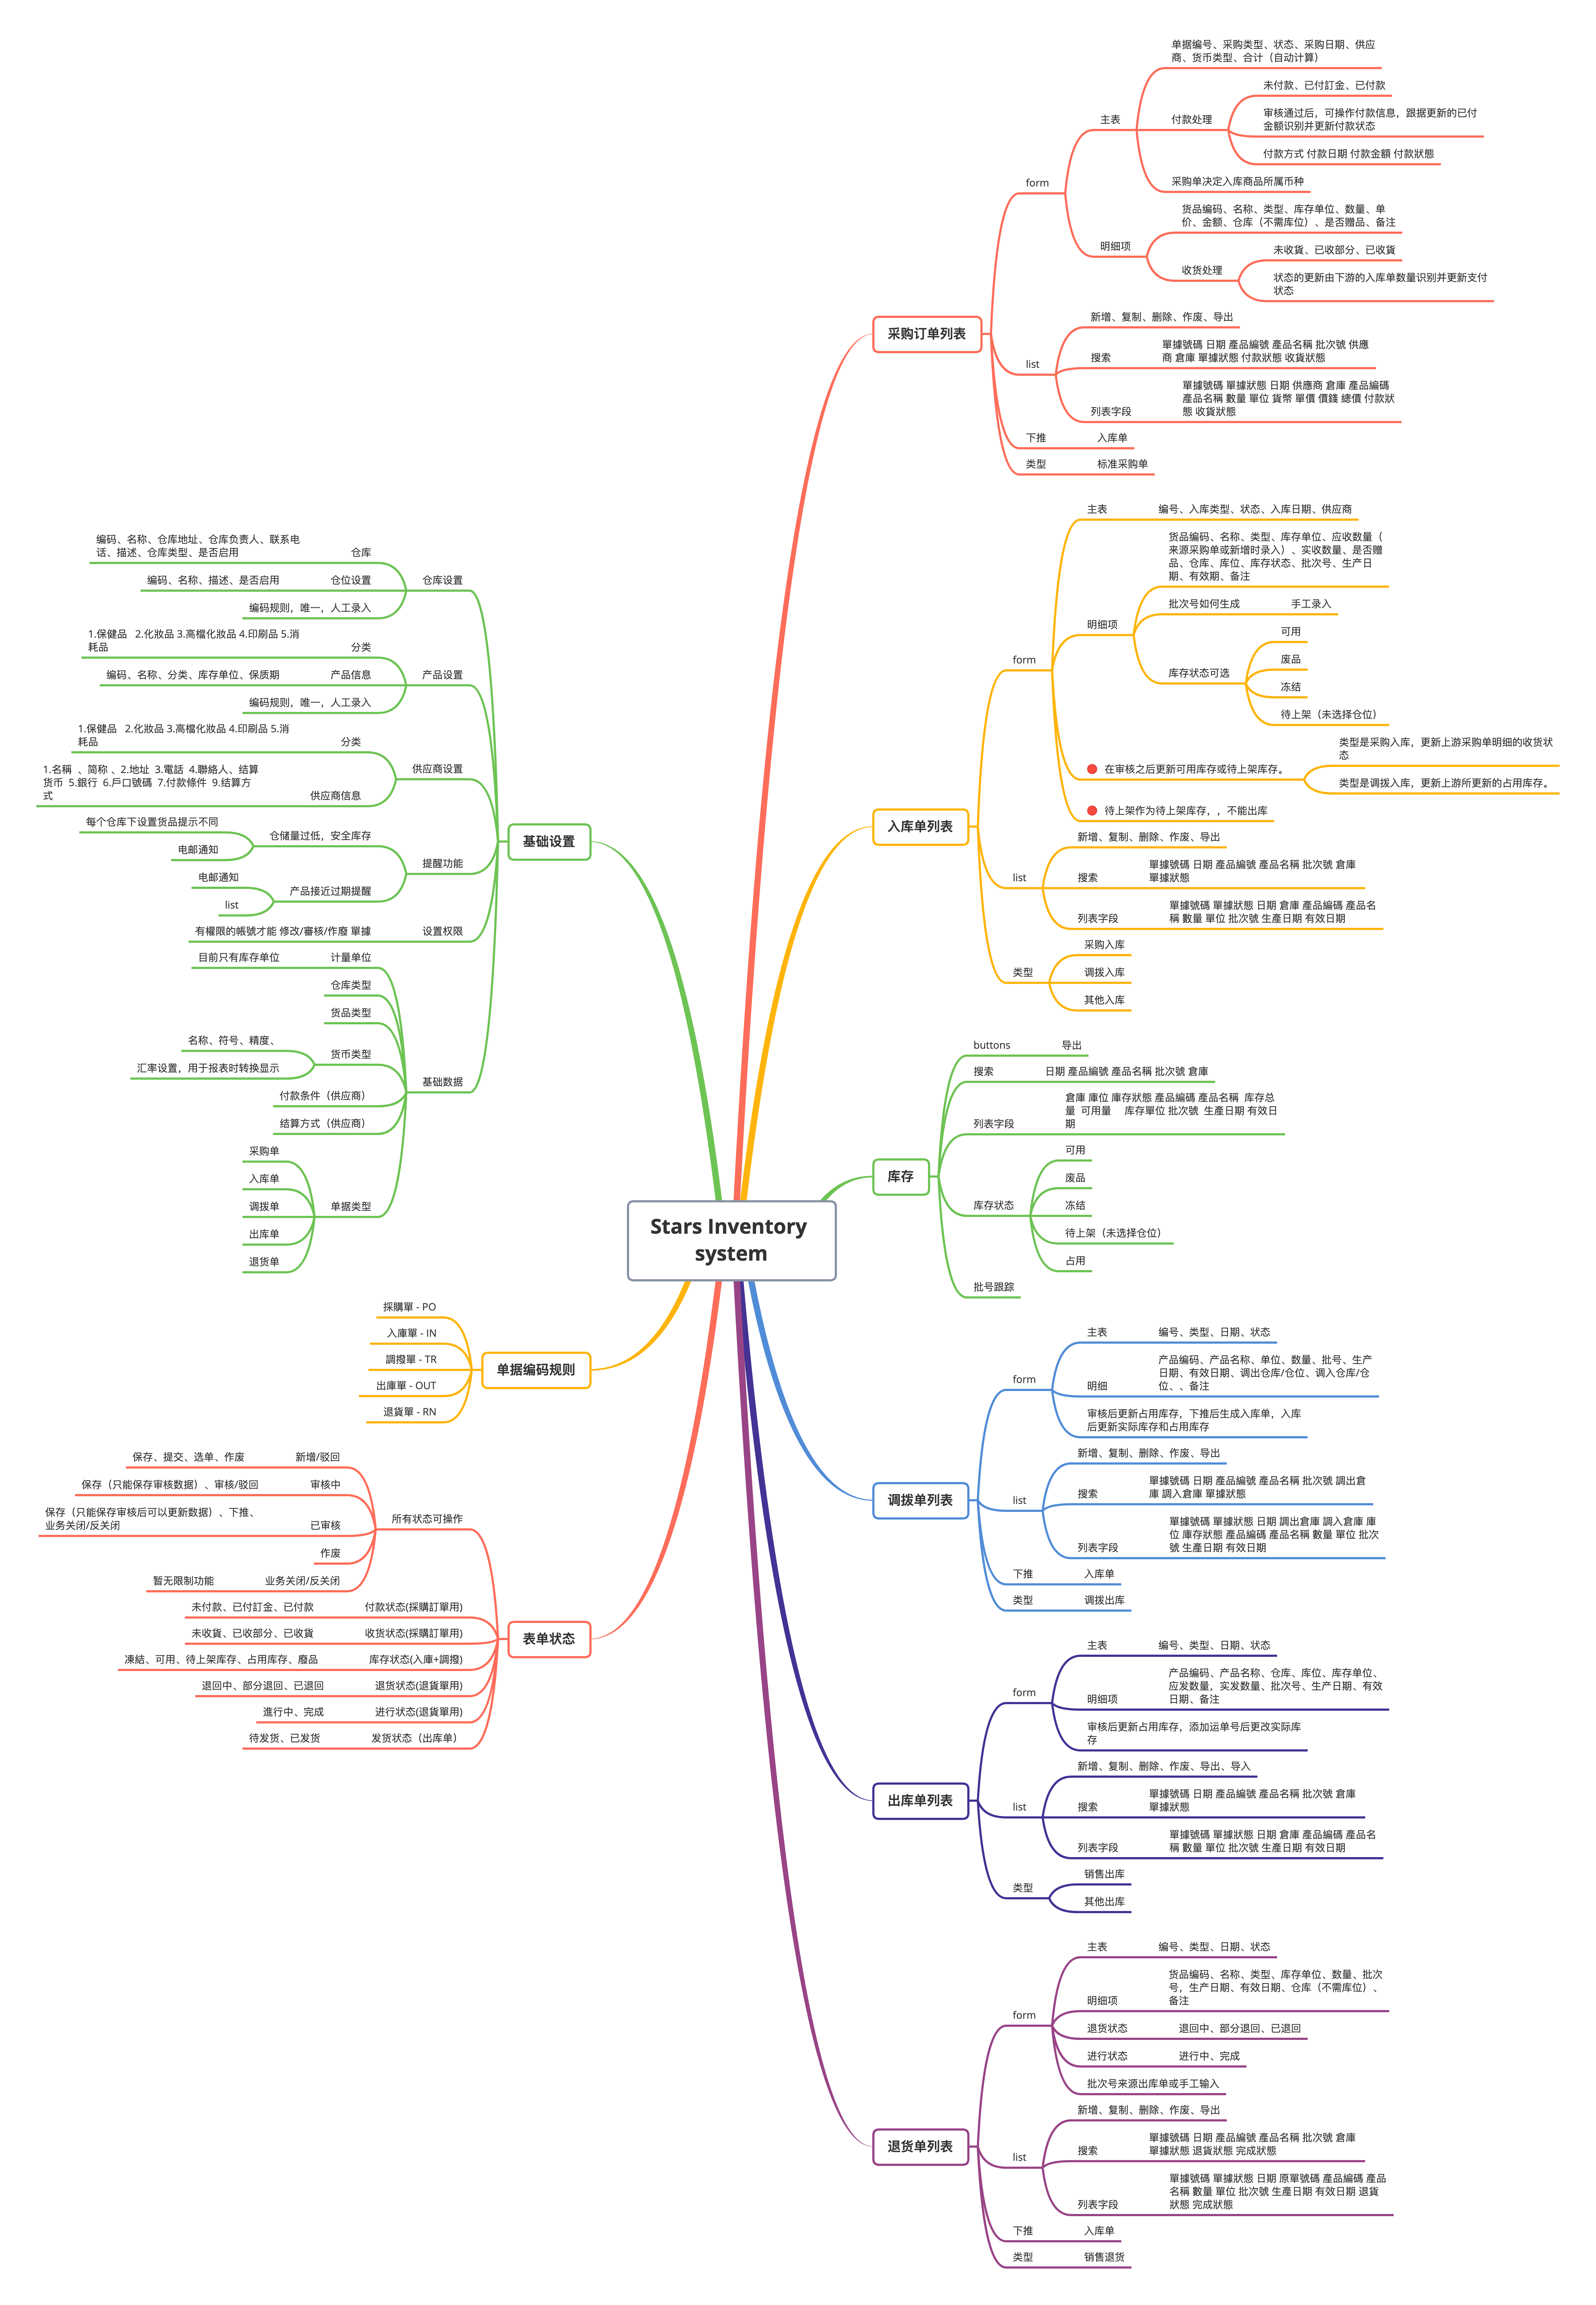 Stars Inventory
system
采购订单列表
form
主表
单据编号、采购类型、状态、采购日期、供应
商、货币类型、合计（自动计算）
付款处理
未付款、已付訂金、已付款
审核通过后，可操作付款信息，跟据更新的已付
金额识别并更新付款状态
付款方式 付款日期 付款金額 付款狀態
采购单决定入库商品所属币种
明细项
货品编码、名称、类型、库存单位、数量、单
价、金额、仓库（不需库位）、是否赠品、备注
收货处理
未收貨、已收部分、已收貨
状态的更新由下游的入库单数量识别并更新支付
状态
list
新增、复制、删除、作废、导出
搜索
單據號碼 日期 產品編號 產品名稱 批次號 供應
商 倉庫 單據狀態 付款狀態 收貨狀態
列表字段
單據號碼 單據狀態 日期 供應商 倉庫 產品編碼
產品名稱 數量 單位 貨幣 單價 價錢 總價 付款狀
態 收貨狀態
下推
入库单
类型
标准采购单
入库单列表
form
主表
编号、入库类型、状态、入库日期、供应商
明细项
货品编码、名称、类型、库存单位、应收数量（
来源采购单或新增时录入）、实收数量、是否赠
品、仓库、库位、库存状态、批次号、生产日
期、有效期、备注
批次号如何生成
手工录入
库存状态可选
可用
废品
冻结
待上架（未选择仓位）
在审核之后更新可用库存或待上架库存。
类型是采购入库，更新上游采购单明细的收货状
态
类型是调拨入库，更新上游所更新的占用库存。
待上架作为待上架库存，，不能出库
list
新增、复制、删除、作废、导出
搜索
單據號碼 日期 產品編號 產品名稱 批次號 倉庫
單據狀態
列表字段
單據號碼 單據狀態 日期 倉庫 產品編碼 產品名
稱 數量 單位 批次號 生產日期 有效日期
类型
采购入库
调拨入库
其他入库
库存
buttons
导出
搜索
日期 產品編號 產品名稱 批次號 倉庫
列表字段
倉庫 庫位 庫存狀態 產品編碼 產品名稱 库存总
量 可用量 库存單位 批次號 生產日期 有效日
期
库存状态
可用
废品
冻结
待上架（未选择仓位）
占用
批号跟踪
调拨单列表
form
主表
编号、类型、日期、状态
明细
产品编码、产品名称、单位、数量、批号、生产
日期、有效日期、调出仓库/仓位、调入仓库/仓
位、、备注
审核后更新占用库存，下推后生成入库单，入库
后更新实际库存和占用库存
list
新增、复制、删除、作废、导出
搜索
單據號碼 日期 產品編號 產品名稱 批次號 調出倉
庫 調入倉庫 單據狀態
列表字段
單據號碼 單據狀態 日期 調出倉庫 調入倉庫 庫
位 庫存狀態 產品編碼 產品名稱 數量 單位 批次
號 生產日期 有效日期
下推
入库单
类型
调拨出库
出库单列表
form
主表
编号、类型、日期、状态
明细项
产品编码、产品名称、仓库、库位、库存单位、
应发数量，实发数量、批次号、生产日期、有效
日期、备注
审核后更新占用库存，添加运单号后更改实际库
存
list
新增、复制、删除、作废、导出、导入
搜索
單據號碼 日期 產品編號 產品名稱 批次號 倉庫
單據狀態
列表字段
單據號碼 單據狀態 日期 倉庫 產品編碼 產品名
稱 數量 單位 批次號 生產日期 有效日期
类型
销售出库
其他出库
退货单列表
form
主表
编号、类型、日期、状态
明细项
货品编码、名称、类型、库存单位、数量、批次
号，生产日期、有效日期、仓库（不需库位）、
备注
退货状态
退回中、部分退回、已退回
进行状态
进行中、完成
批次号来源出库单或手工输入
list
新增、复制、删除、作废、导出
搜索
單據號碼 日期 產品編號 產品名稱 批次號 倉庫
單據狀態 退貨狀態 完成狀態
列表字段
單據號碼 單據狀態 日期 原單號碼 產品編碼 產品
名稱 數量 單位 批次號 生產日期 有效日期 退貨
狀態 完成狀態
下推
入库单
类型
销售退货
基础设置
仓库设置
仓库
编码、名称、仓库地址、仓库负责人、联系电
话、描述、仓库类型、是否启用
仓位设置
编码、名称、描述、是否启用
编码规则，唯一，人工录入
产品设置
分类
1.保健品 2.化妝品 3.高檔化妝品 4.印刷品 5.消
耗品
产品信息
编码、名称、分类、库存单位、保质期
编码规则，唯一，人工录入
供应商设置
分类
1.保健品 2.化妝品 3.高檔化妝品 4.印刷品 5.消
耗品
供应商信息
1.名稱 、简称 、2.地址 3.電話 4.聯絡人、结算
货币 5.銀行 6.戶口號碼 7.付款條件 9.结算方
式
提醒功能
仓储量过低，安全库存
每个仓库下设置货品提示不同
电邮通知
产品接近过期提醒
电邮通知
list
设置权限
有權限的帳號才能 修改/審核/作廢 單據
基础数据
计量单位
目前只有库存单位
仓库类型
货品类型
货币类型
名称、符号、精度、
汇率设置，用于报表时转换显示
付款条件（供应商）
结算方式（供应商）
单据类型
采购单
入库单
调拨单
出库单
退货单
单据编码规则
採購單 - PO
入庫單 - IN
調撥單 - TR
出庫單 - OUT
退貨單 - RN
表单状态
所有状态可操作
新增/驳回
保存、提交、选单、作废
审核中
保存（只能保存审核数据）、审核/驳回
已审核
保存（只能保存审核后可以更新数据）、下推、
业务关闭/反关闭
作废
业务关闭/反关闭
暂无限制功能
付款状态(採購訂單用)
未付款、已付訂金、已付款
收货状态(採購訂單用)
未收貨、已收部分、已收貨
库存状态(入庫+調撥)
凍結、可用、待上架库存、占用库存、廢品
退货状态(退貨單用)
退回中、部分退回、已退回
进行状态(退貨單用)
進行中、完成
发货状态（出库单）
待发货、已发货